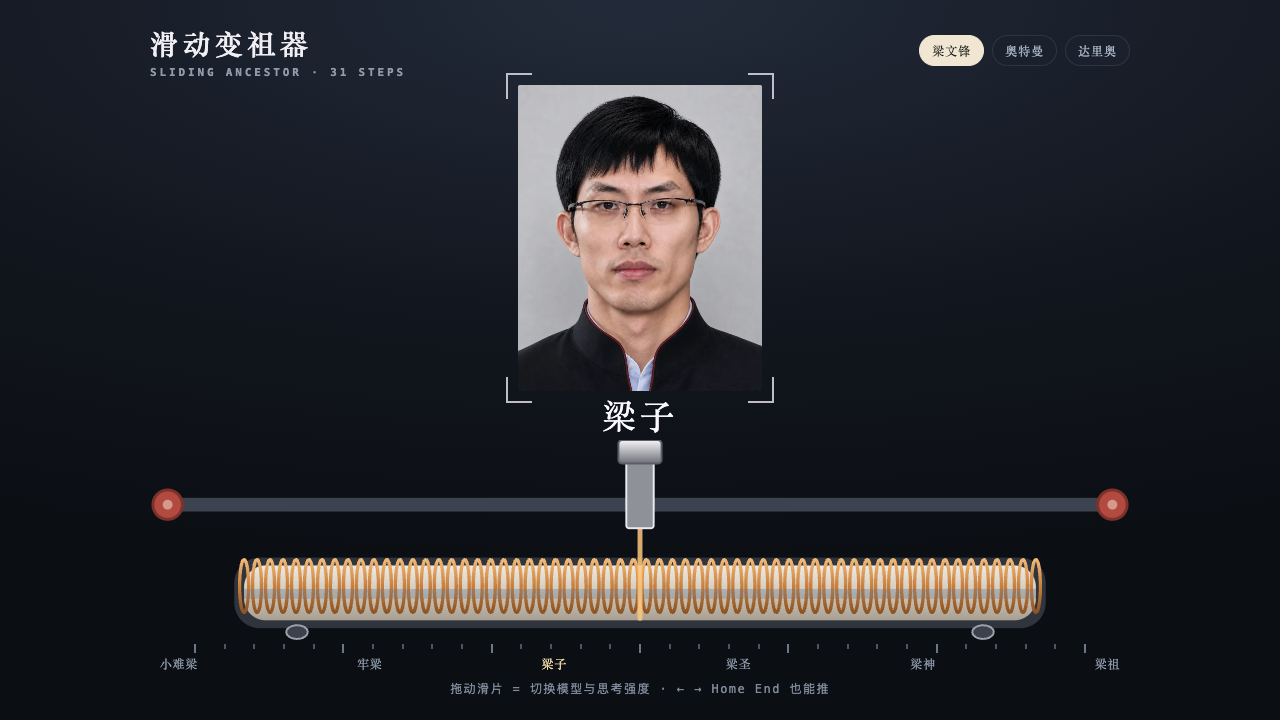 滑动变祖器
SLIDING ANCESTOR · 31 STEPS
梁文锋 奥特曼 达里奥
梁子
小难梁 牢梁 梁子 梁圣 梁神 梁祖
拖动滑片 = 切换模型与思考强度 · ← → Home End 也能推